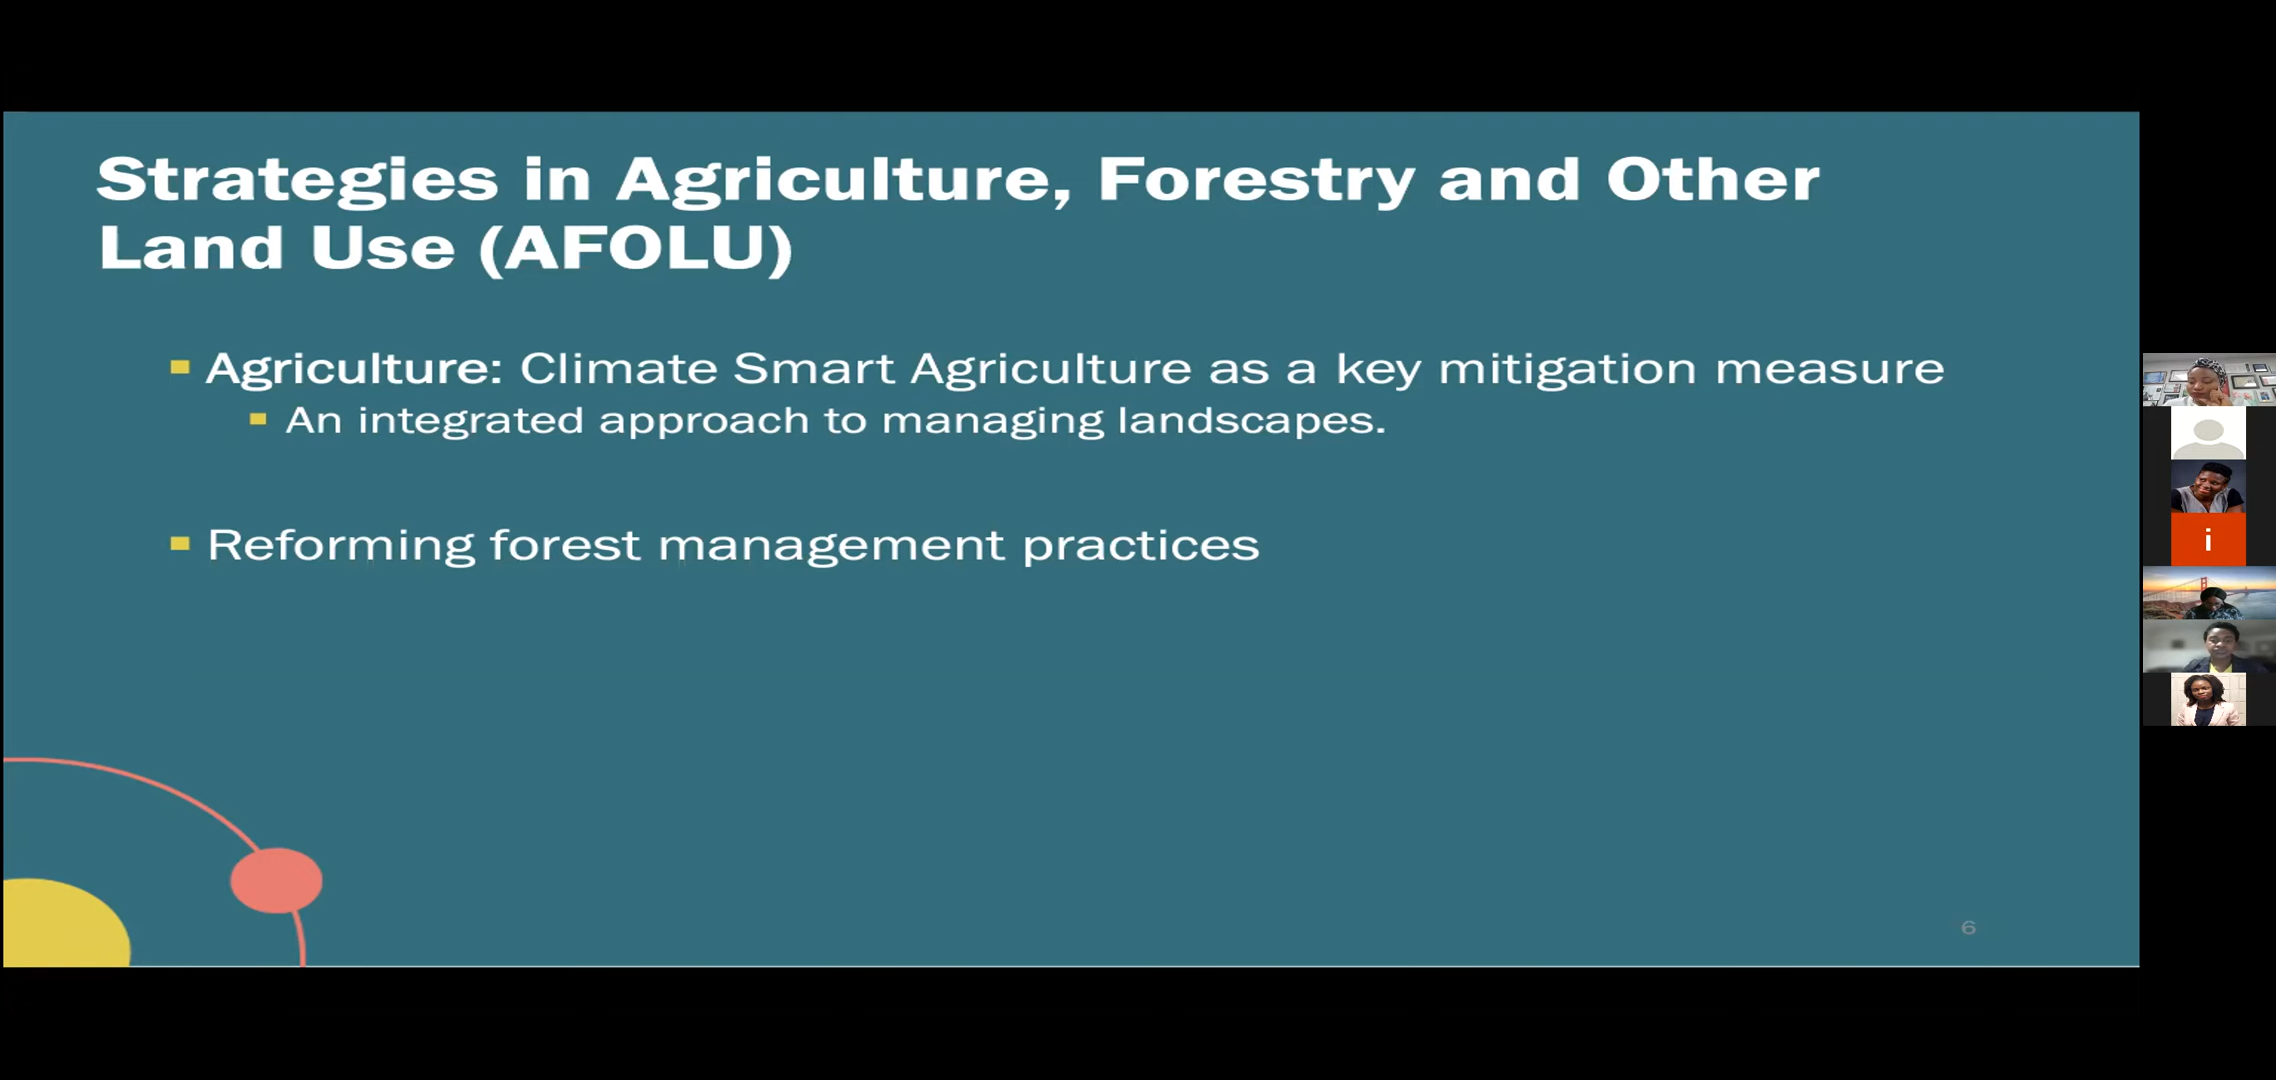 Strategies in Agriculture, Forestry and Other
Land Use (AFOLU)
Agriculture: Climate Smart Agriculture as a key mitigation measure
An integrated approach to managing landscapes.
Reforming forest management practices
6
i